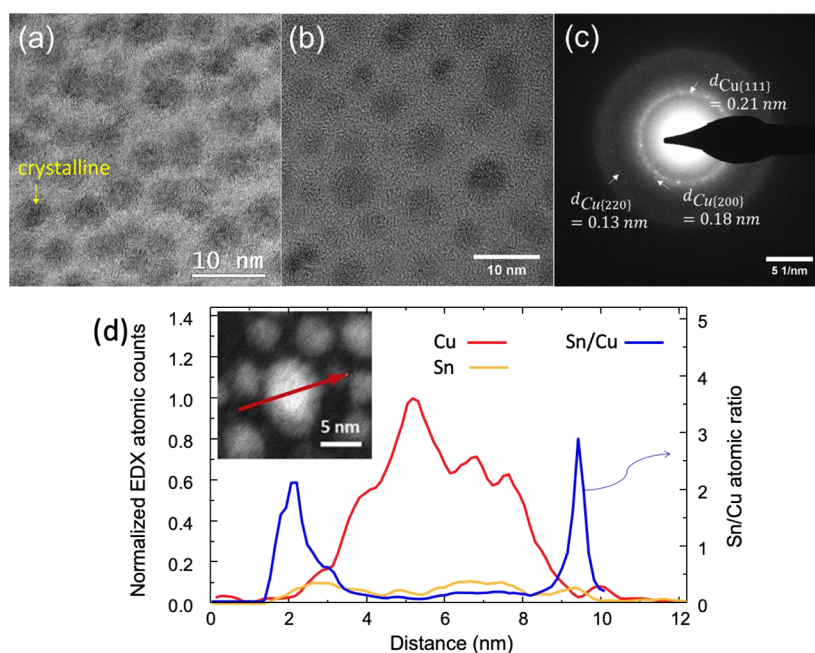 (a)
crystalline
10 nm
(b)
10 nm
(c)
dCu{111}
= 0.21 nm
dCu{220}
= 0.13 nm
dCu{200}
= 0.18 nm
5 1/nm
(d)
Normalized EDX atomic counts
1.4
1.2
1.0
0.8
0.6
0.4
0.2
0.0
5 nm
Cu
Sn
Sn/Cu
5
4
3
2
1
0
Sn/Cu atomic ratio
0 2 4 6 8 10 12
Distance (nm)